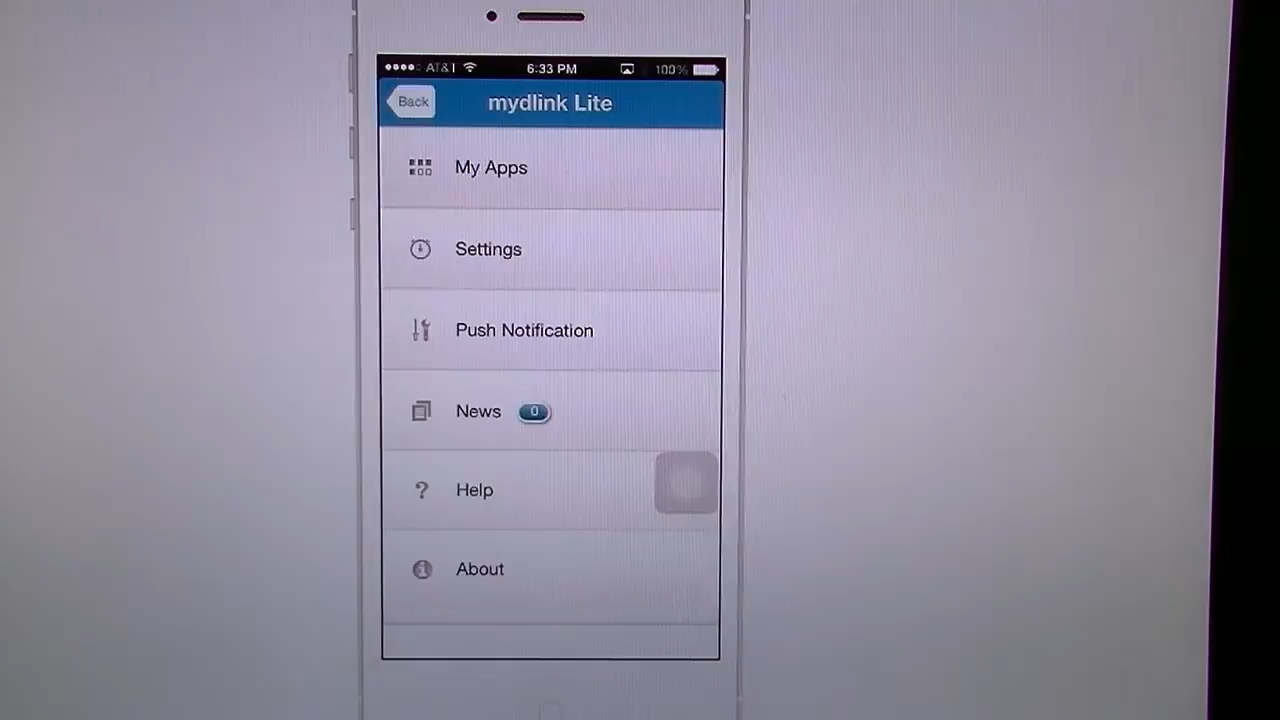 AT&T 6:33 PM 100%
Back mydlink Lite
My Apps
Settings
Push Notification
News 0
? Help
About